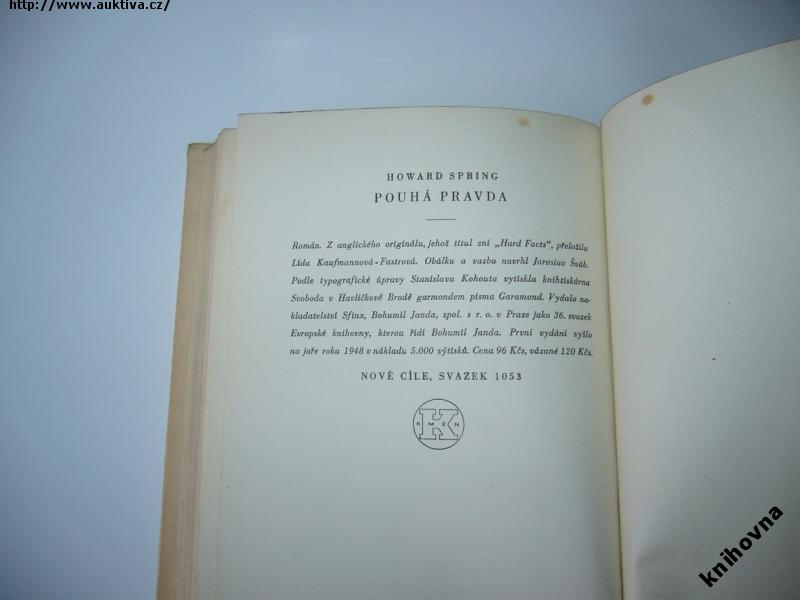 http://www.auktiva.cz/
HOWARD SPRING
POUHÁ PRAVDA
Román. Z anglického originálu, jehož titul zní „Hard Facts", přeložila
Lída Kaufmannová-Fastrová. Obálku a vazbu navrhl Jaroslav Šváb.
Podle typografické úpravy Stanislava Kohouta vytiskla knihtiskárna
Svoboda v Havlíčkově Brodě garmondem písma Garamond. Vydalo na-
kladatelství Sfinx, Bohumil Janda, spol. s r. o. v Praze jako 36. svazek
Evropské knihovny, kterou řídí Bohumil Janda. První vydání vyšlo
na jaře roku 1948 v nákladu 5.000 výtisků. Cena 96 Kčs, vázané 120 Kčs.
NOVÉ CÍLE, SVAZEK 1053
K
KMEN
knihovna